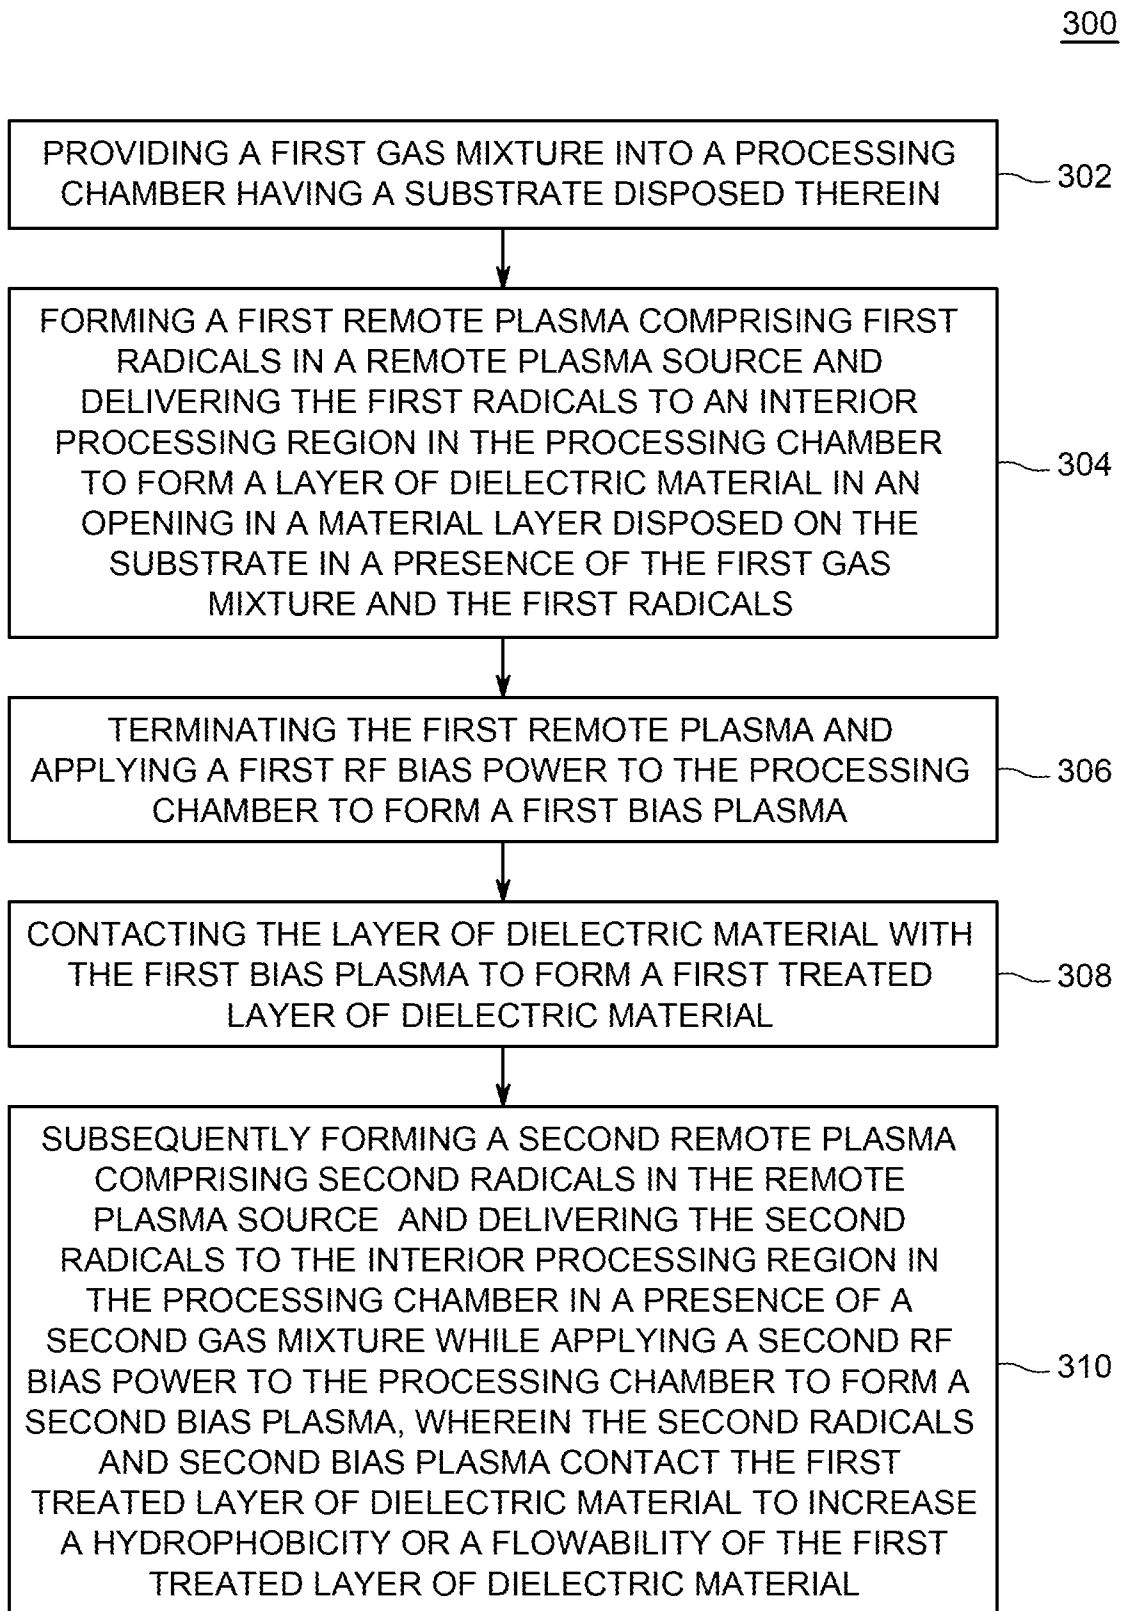 300
PROVIDING A FIRST GAS MIXTURE INTO A PROCESSING
CHAMBER HAVING A SUBSTRATE DISPOSED THEREIN
302
FORMING A FIRST REMOTE PLASMA COMPRISING FIRST
RADICALS IN A REMOTE PLASMA SOURCE AND
DELIVERING THE FIRST RADICALS TO AN INTERIOR
PROCESSING REGION IN THE PROCESSING CHAMBER
TO FORM A LAYER OF DIELECTRIC MATERIAL IN AN
OPENING IN A MATERIAL LAYER DISPOSED ON THE
SUBSTRATE IN A PRESENCE OF THE FIRST GAS
MIXTURE AND THE FIRST RADICALS
304
TERMINATING THE FIRST REMOTE PLASMA AND
APPLYING A FIRST RF BIAS POWER TO THE PROCESSING
CHAMBER TO FORM A FIRST BIAS PLASMA
306
CONTACTING THE LAYER OF DIELECTRIC MATERIAL WITH
THE FIRST BIAS PLASMA TO FORM A FIRST TREATED
LAYER OF DIELECTRIC MATERIAL
308
SUBSEQUENTLY FORMING A SECOND REMOTE PLASMA
COMPRISING SECOND RADICALS IN THE REMOTE
PLASMA SOURCE AND DELIVERING THE SECOND
RADICALS TO THE INTERIOR PROCESSING REGION IN
THE PROCESSING CHAMBER IN A PRESENCE OF A
SECOND GAS MIXTURE WHILE APPLYING A SECOND RF
BIAS POWER TO THE PROCESSING CHAMBER TO FORM A
SECOND BIAS PLASMA, WHEREIN THE SECOND RADICALS
AND SECOND BIAS PLASMA CONTACT THE FIRST
TREATED LAYER OF DIELECTRIC MATERIAL TO INCREASE
A HYDROPHOBICITY OR A FLOWABILITY OF THE FIRST
TREATED LAYER OF DIELECTRIC MATERIAL
310